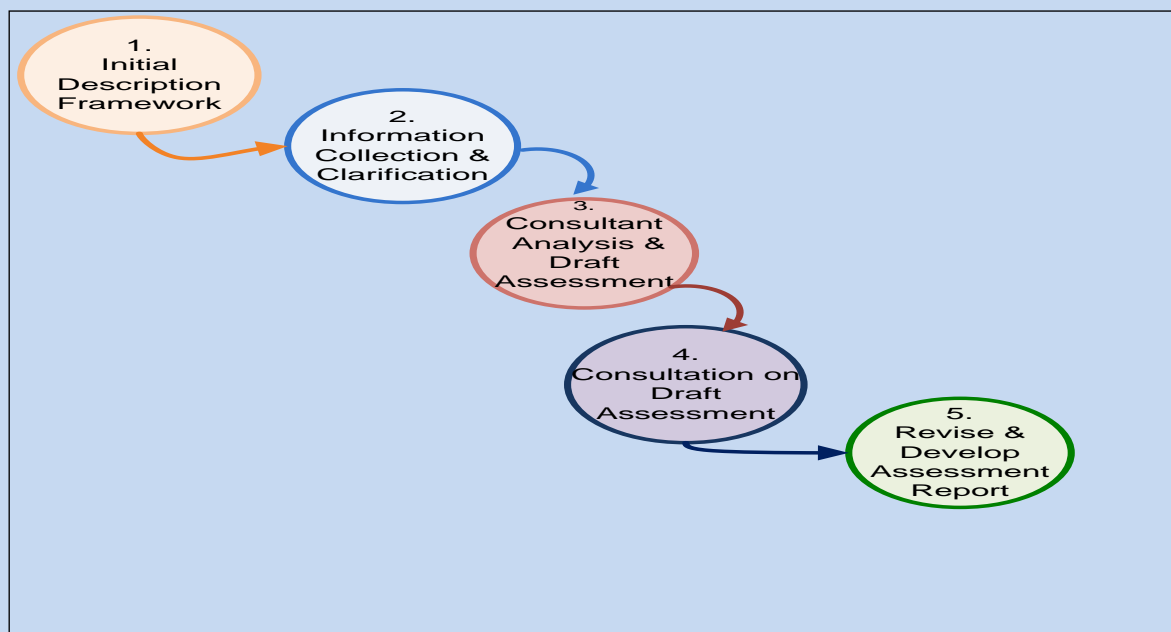 1.
Initial
Description
Framework
2.
Information
Collection &
Clarification
3.
Consultant
Analysis &
Draft
Assessment
4.
Consultation on
Draft
Assessment
5.
Revise &
Develop
Assessment
Report